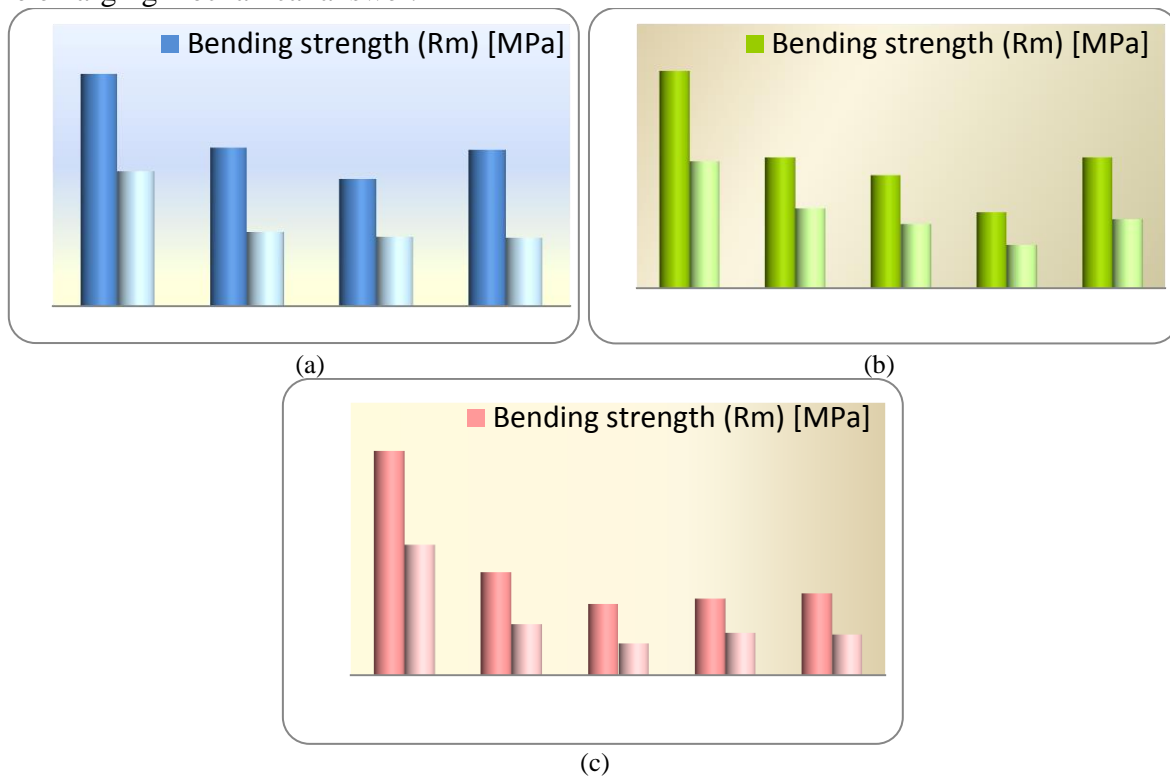 Bending strength (Rm) [MPa]
Bending strength (Rm) [MPa]
(a)
(b)
Bending strength (Rm) [MPa]
(c)